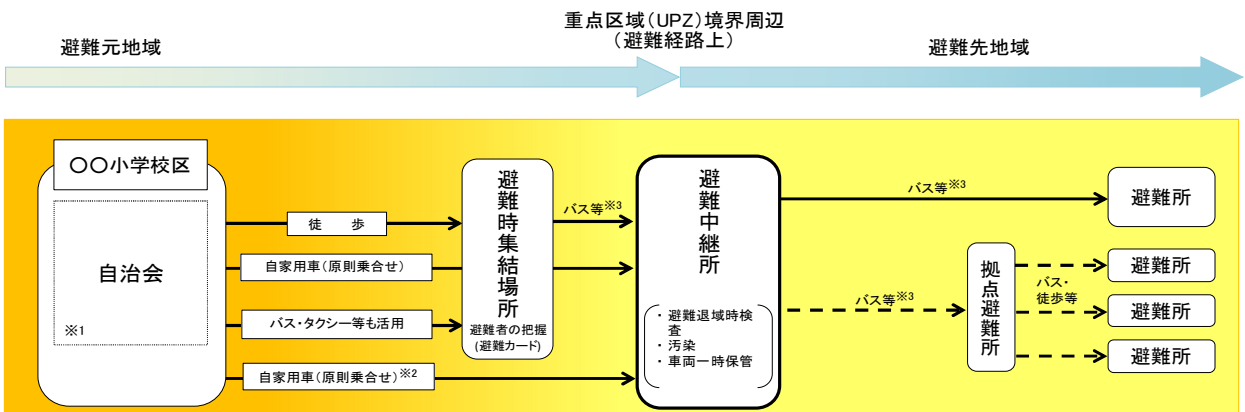 重点区域(UPZ)境界周辺
(避難経路上)
避難元地域
避難先地域
〇〇小学校区
自治会
※1
徒　歩
自家用車(原則乗合せ)
バス・タクシー等も活用
自家用車(原則乗合せ)※2
避難時集結場所
避難者の把握
(避難カード)
バス等※3
避難中継所
・避難退域時検
査
・汚染
・車両一時保管
バス等※3
避難所
バス等※3
拠点避難所
バス・
徒歩等
避難所
避難所
避難所